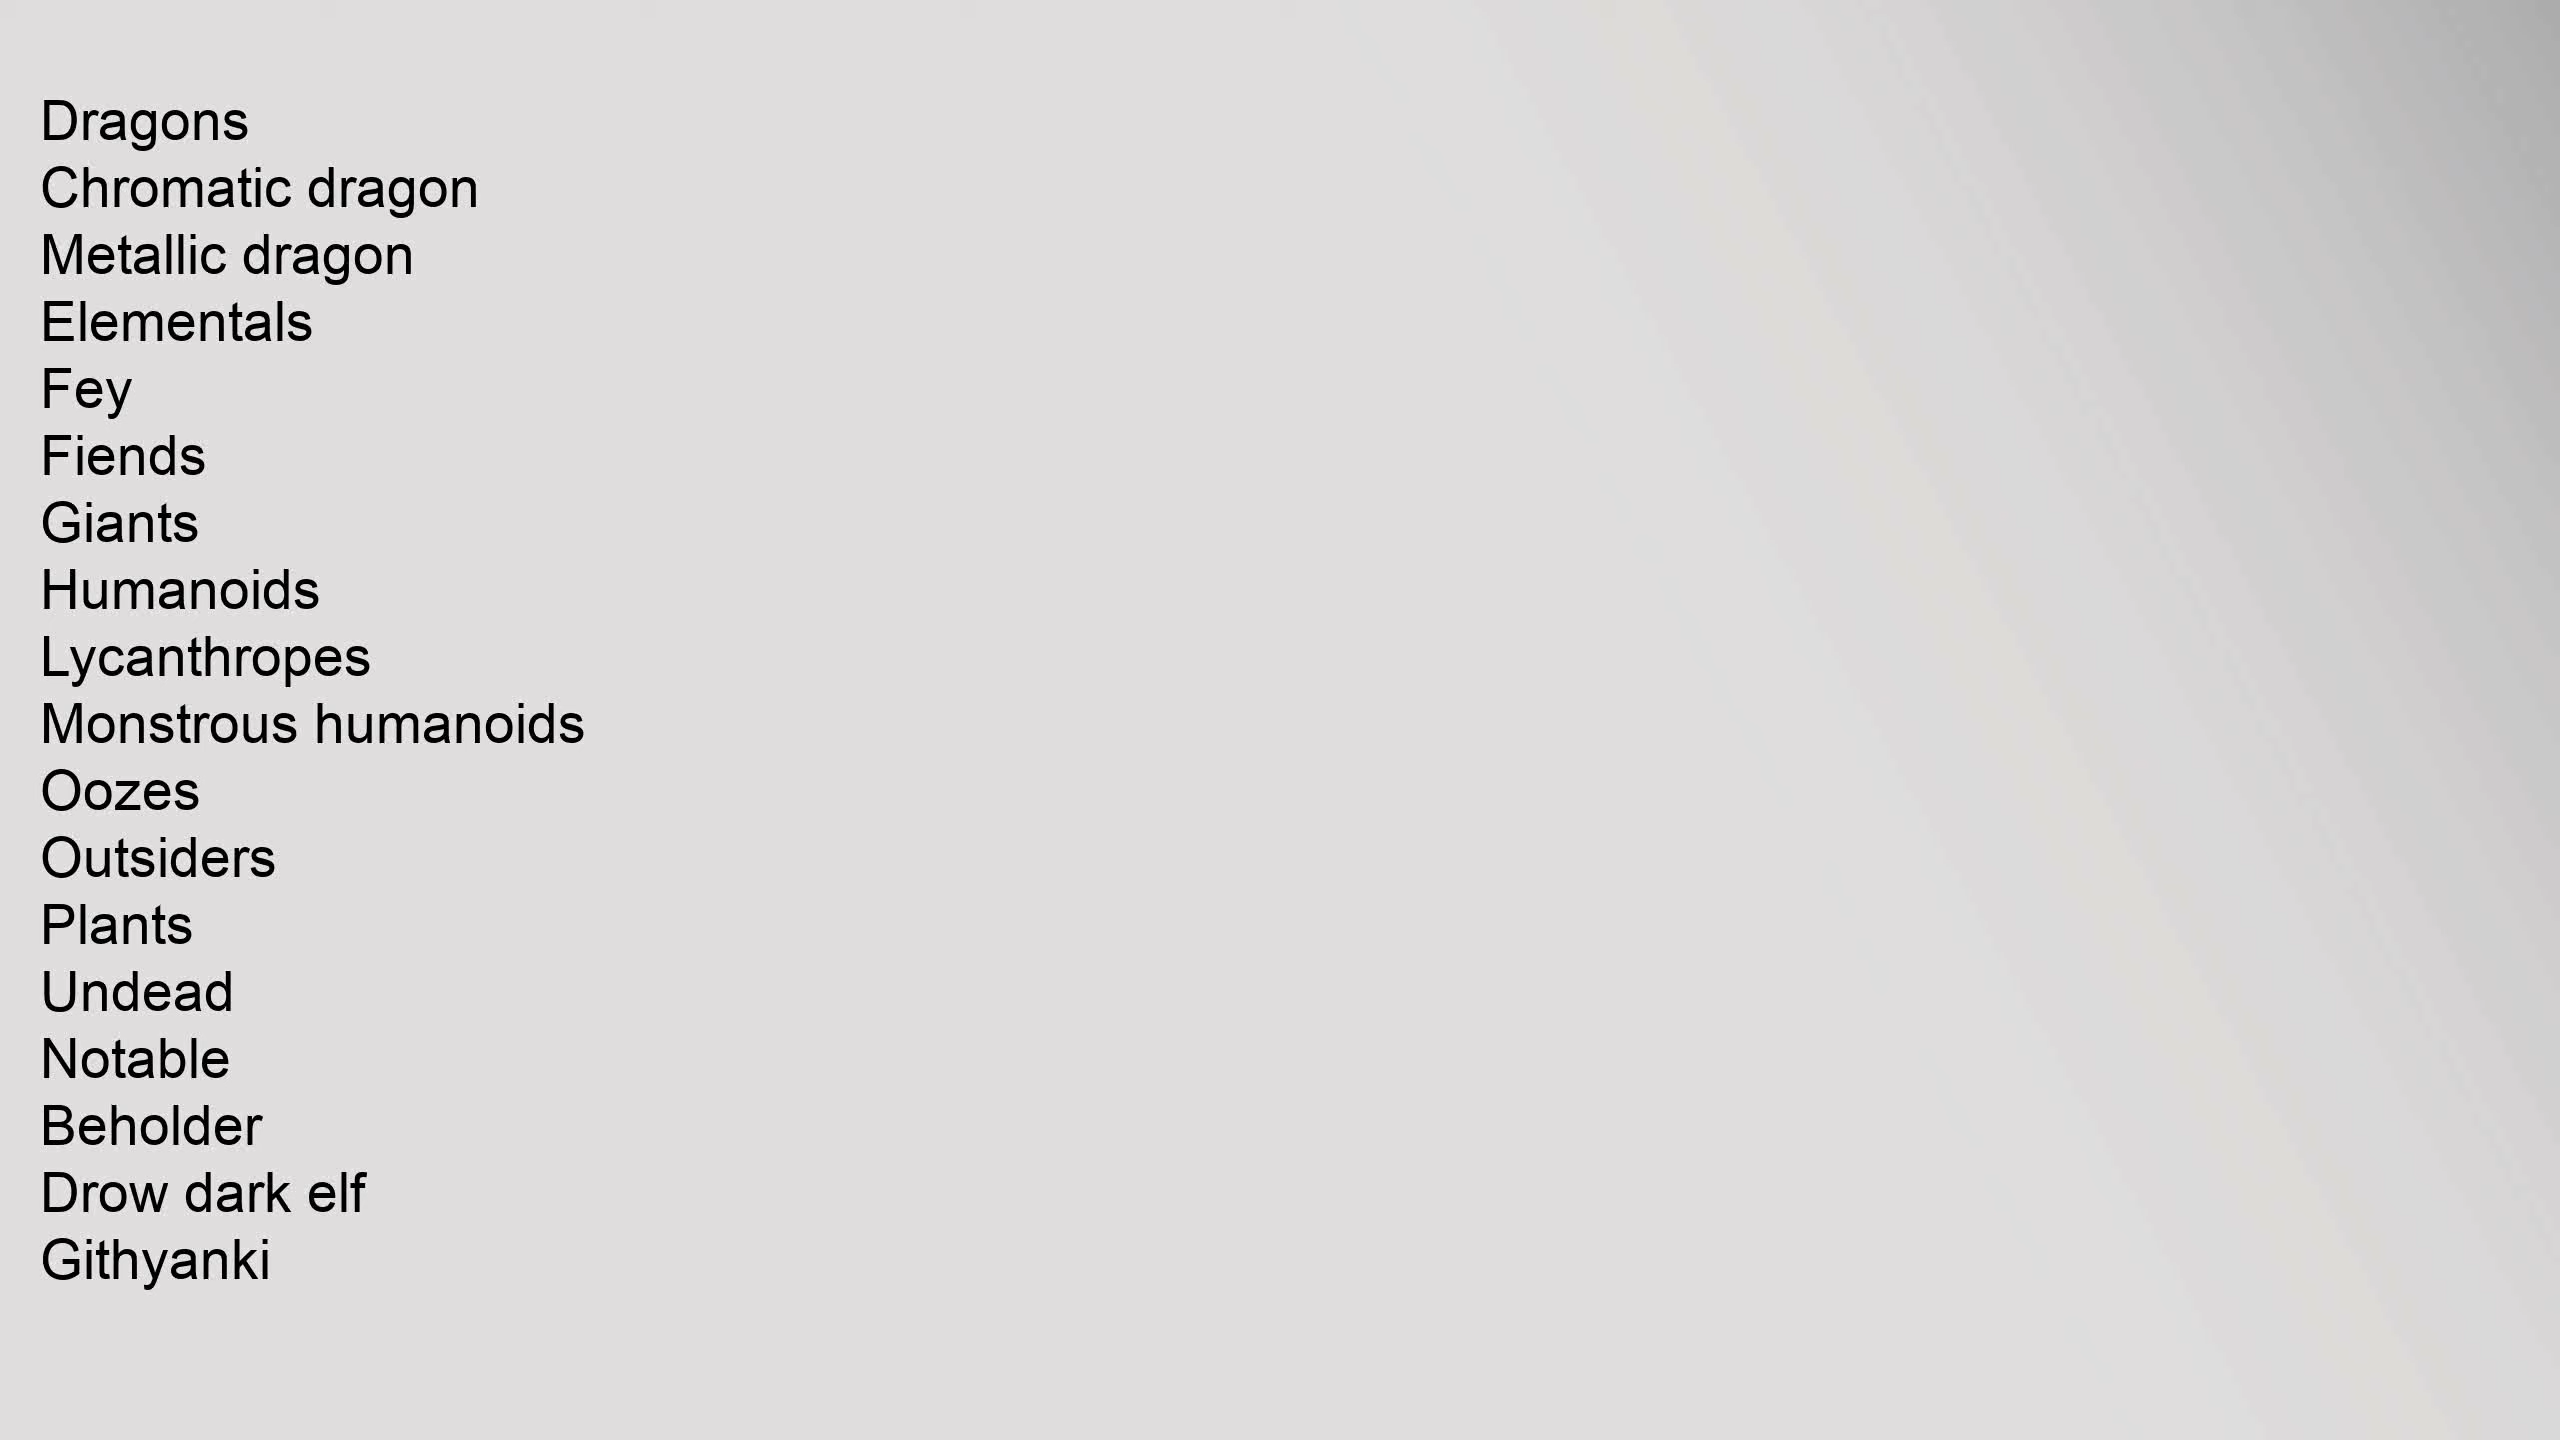 Dragons
Chromatic dragon
Metallic dragon
Elementals
Fey
Fiends
Giants
Humanoids
Lycanthropes
Monstrous humanoids
Oozes
Outsiders
Plants
Undead
Notable
Beholder
Drow dark elf
Githyanki